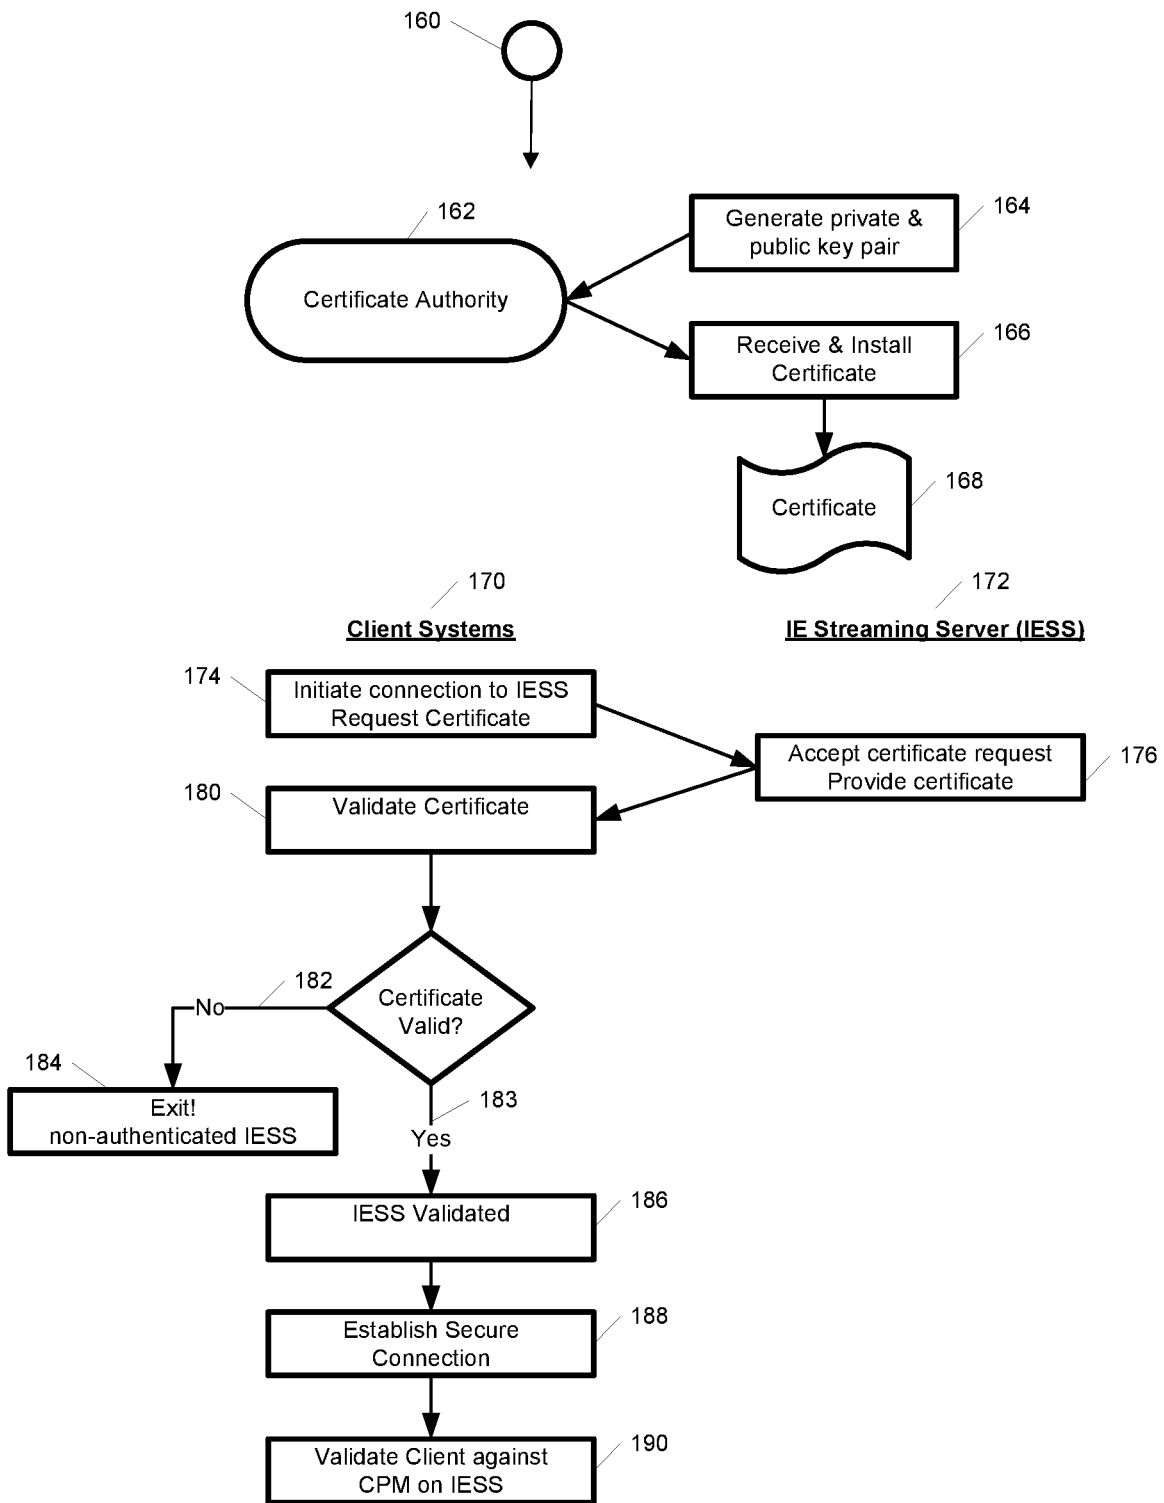 160
162
Generate private &
public key pair
164
Certificate Authority
Receive & Install
Certificate
166
Certificate
168
170
172
Client Systems
IE Streaming Server (IESS)
174
Initiate connection to IESS
Request Certificate
Accept certificate request
Provide certificate
176
180
Validate Certificate
182
No
Certificate
Valid?
184
Exit!
non-authenticated IESS
183
Yes
IESS Validated
186
Establish Secure
Connection
188
Validate Client against
CPM on IESS
190